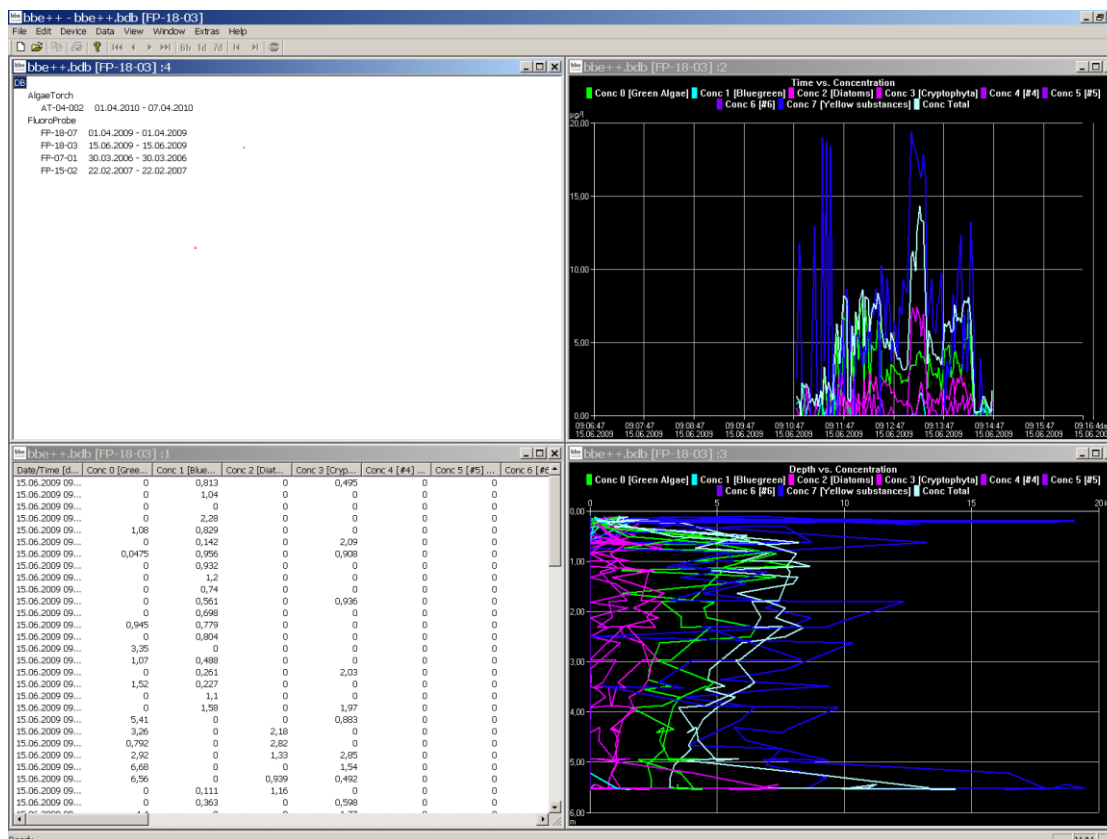 bbe++ - bbe++.bdb [FP-18-03]
File Edit Device Data View Window Extras Help
6h 1d 7d
bbe++.bdb [FP-18-03] :4
DB
AlgaeTorch
AT-04-002 01.04.2010 - 07.04.2010
FluoroProbe
FP-18-07 01.04.2009 - 01.04.2009
FP-18-03 15.06.2009 - 15.06.2009
FP-07-01 30.03.2006 - 30.03.2006
FP-15-02 22.02.2007 - 22.02.2007
bbe++.bdb [FP-18-03] :2
Time vs. Concentration
Conc 0 [Green Algae] Conc 1 [Bluegreen] Conc 2 [Diatoms] Conc 3 [Cryptophyta] Conc 4 [#4] Conc 5 [#5]
Conc 6 [#6] Conc 7 [Yellow substances] Conc Total
µg/l
20,00
15,00
10,00
5,00
0,00
09:06:47 09:07:47 09:08:47 09:09:47 09:10:47 09:11:47 09:12:47 09:13:47 09:14:47 09:15:47 09:16:4
15.06.2009 15.06.2009 15.06.2009 15.06.2009 15.06.2009 15.06.2009 15.06.2009 15.06.2009 15.06.2009 15.06.2009 15.06.200
bbe++.bdb [FP-18-03] :1
Date/Time [d... Conc 0 [Gree... Conc 1 [Blue... Conc 2 [Diat... Conc 3 [Cryp... Conc 4 [#4] ... Conc 5 [#5] ... Conc 6 [#6
15.06.2009 09... 0 0,813 0 0,495 0 0
15.06.2009 09... 0 1,04 0 0 0 0
15.06.2009 09... 0 0 0 0 0 0
15.06.2009 09... 0 2,28 0 0 0 0
15.06.2009 09... 1,08 0,829 0 0 0 0
15.06.2009 09... 0 0,142 0 2,09 0 0
15.06.2009 09... 0,0475 0,956 0 0,908 0 0
15.06.2009 09... 0 0,932 0 0 0 0
15.06.2009 09... 0 1,2 0 0 0 0
15.06.2009 09... 0 0,74 0 0 0 0
15.06.2009 09... 0 0,561 0 0,936 0 0
15.06.2009 09... 0 0,698 0 0 0 0
15.06.2009 09... 0,945 0,779 0 0 0 0
15.06.2009 09... 0 0,804 0 0 0 0
15.06.2009 09... 3,35 0 0 0 0 0
15.06.2009 09... 1,07 0,488 0 0 0 0
15.06.2009 09... 0 0,261 0 2,03 0 0
15.06.2009 09... 1,52 0,227 0 0 0 0
15.06.2009 09... 0 1,1 0 0 0 0
15.06.2009 09... 0 1,58 0 1,97 0 0
15.06.2009 09... 5,41 0 0 0,883 0 0
15.06.2009 09... 3,26 0 2,18 0 0 0
15.06.2009 09... 0,792 0 2,82 0 0 0
15.06.2009 09... 2,92 0 1,33 2,85 0 0
15.06.2009 09... 6,68 0 0 1,54 0 0
15.06.2009 09... 6,56 0 0,939 0,492 0 0
15.06.2009 09... 0 0,111 1,16 0 0 0
15.06.2009 09... 0 0,363 0 0,598 0 0
bbe++.bdb [FP-18-03] :3
Depth vs. Concentration
Conc 0 [Green Algae] Conc 1 [Bluegreen] Conc 2 [Diatoms] Conc 3 [Cryptophyta] Conc 4 [#4] Conc 5 [#5]
Conc 6 [#6] Conc 7 [Yellow substances] Conc Total
0 5 10 15 20
0,00
1,00
2,00
3,00
4,00
5,00
6,00
m